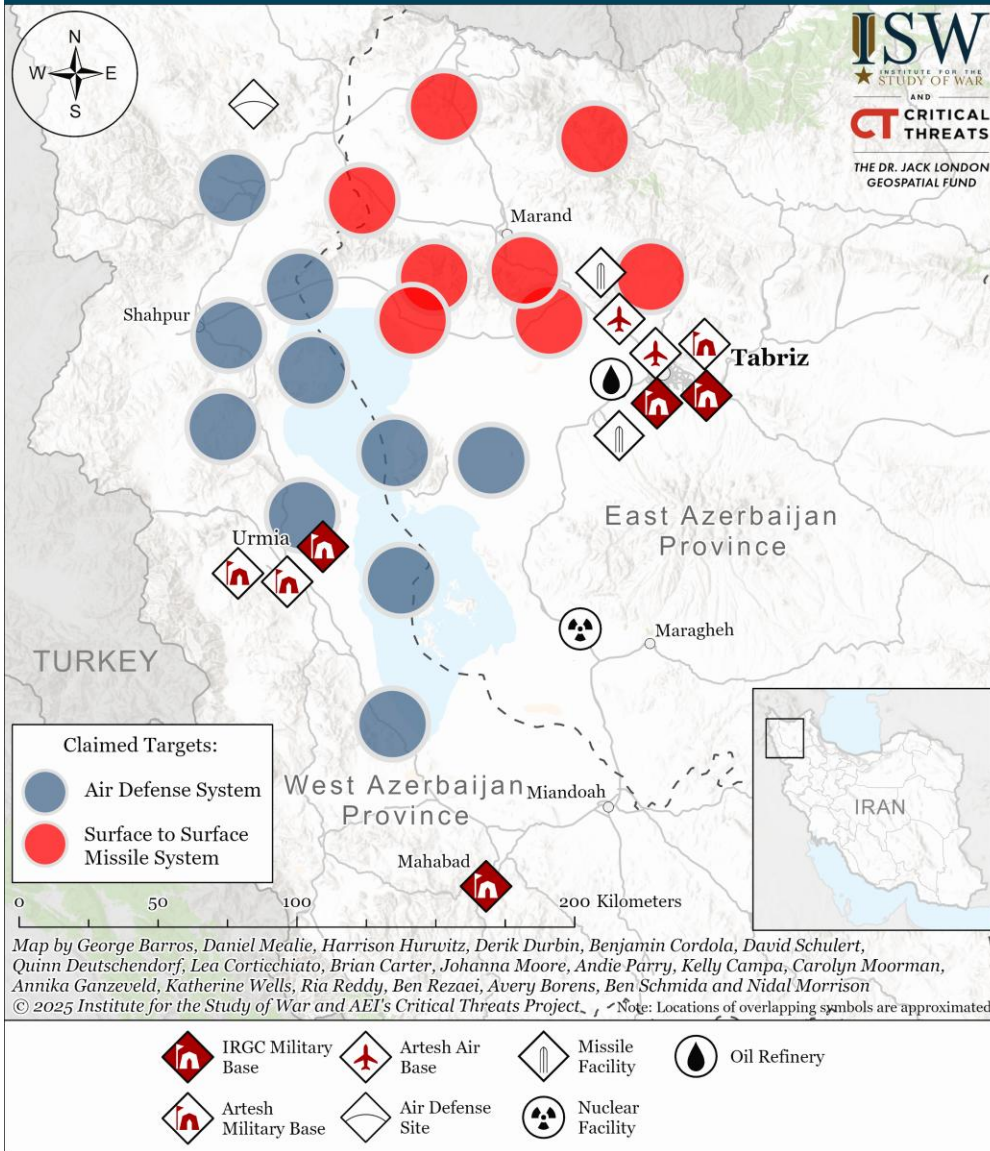 N
W E
S
ISW
INSTITUTE FOR THE
STUDY OF WAR
AND
CT CRITICAL
THREATS
THE DR. JACK LONDON
GEOSPATIAL FUND
Marand
Shahpur
Tabriz
East Azerbaijan
Province
Urmia
Maragheh
TURKEY
Claimed Targets:
Air Defense System
Surface to Surface
Missile System
West Azerbaijan
Province
Miandoah
IRAN
Mahabad
0 50 100 200 Kilometers
Map by George Barros, Daniel Mealie, Harrison Hurwitz, Derik Durbin, Benjamin Cordola, David Schulert,
Quinn Deutschendorf, Lea Corticchiato, Brian Carter, Johanna Moore, Andie Parry, Kelly Campa, Carolyn Moorman,
Annika Ganzeveld, Katherine Wells, Ria Reddy, Ben Rezaei, Avery Borens, Ben Schmida and Nidal Morrison
© 2025 Institute for the Study of War and AEI's Critical Threats Project
Note: Locations of overlapping symbols are approximated
IRGC Military
Base
Artesh Air
Base
Missile
Facility
Oil Refinery
Artesh
Military Base
Air Defense
Site
Nuclear
Facility